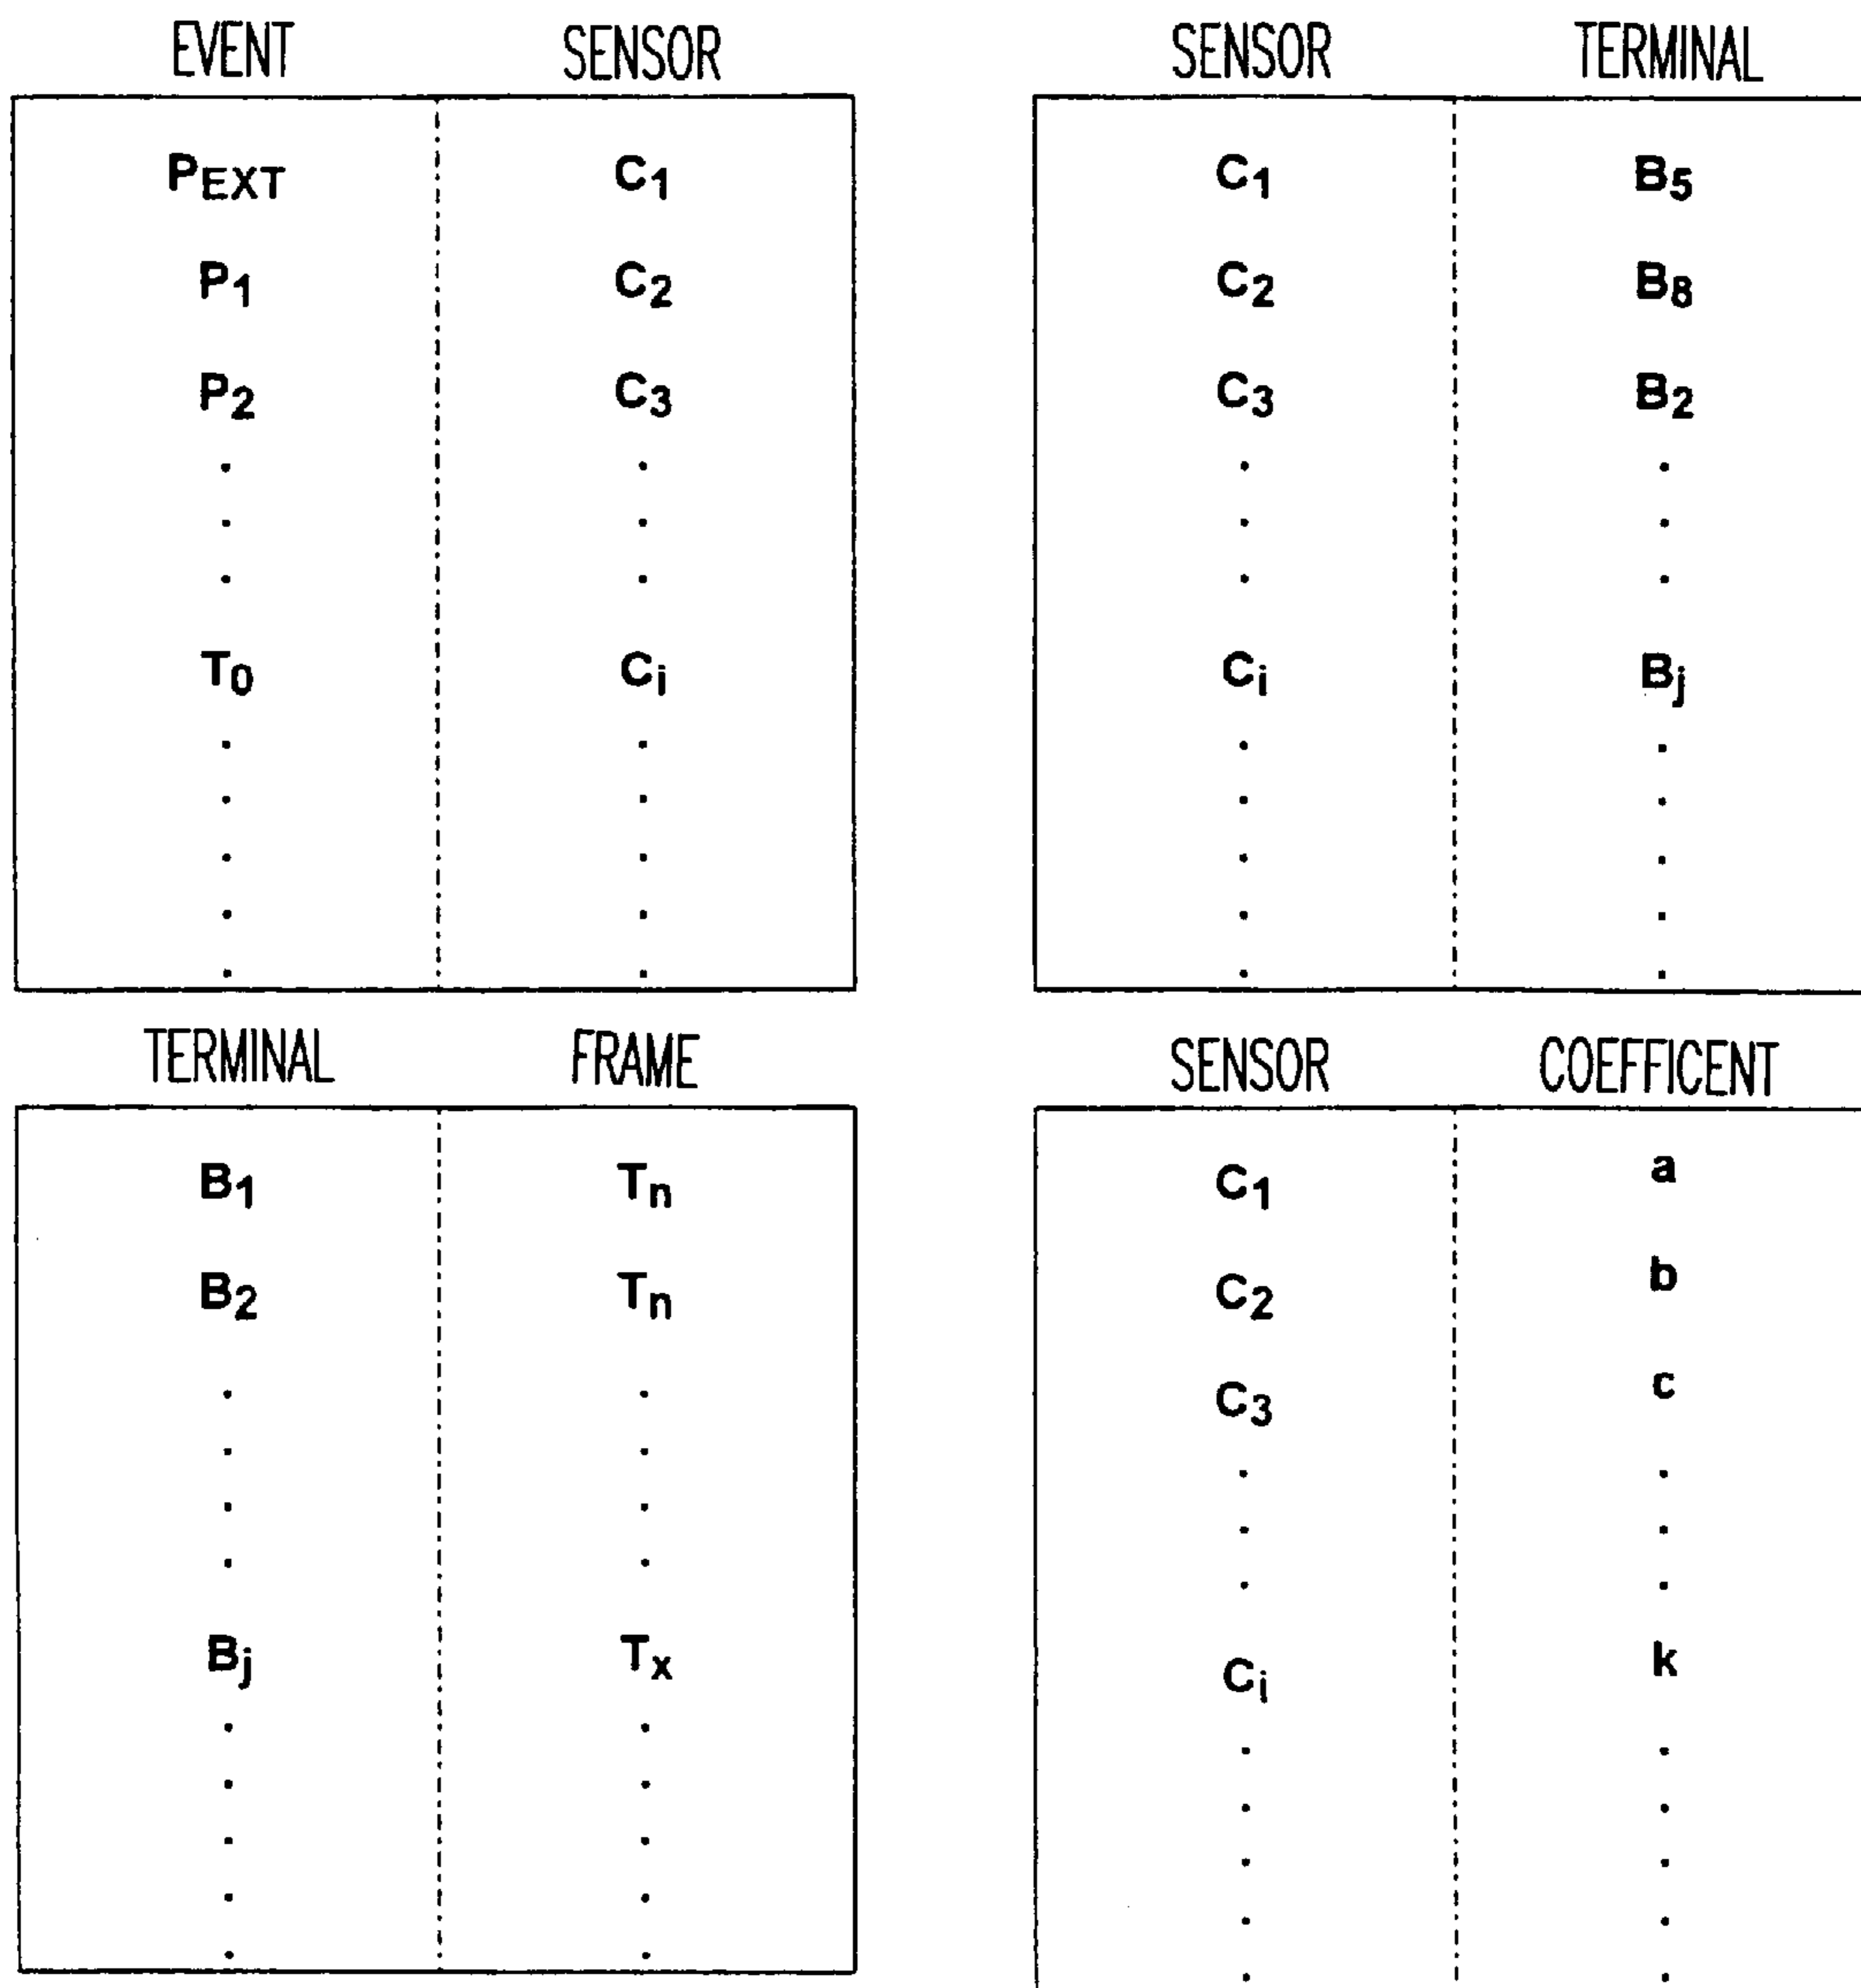 EVENT SENSOR
PEXT C1
P1 C2
P2 C3
. .
. .
. .
T0 Ci
. .
. .
. .
. .
. .
SENSOR TERMINAL
C1 B5
C2 B8
C3 B2
. .
. .
. .
Ci Bj
. .
. .
. .
. .
. .
TERMINAL FRAME
B1 Tn
B2 Tn
. .
. .
. .
. .
Bj Tx
. .
. .
. .
. .
. .
SENSOR COEFFICENT
C1 a
C2 b
C3 c
. .
. .
. .
Ci k
. .
. .
. .
. .
. .